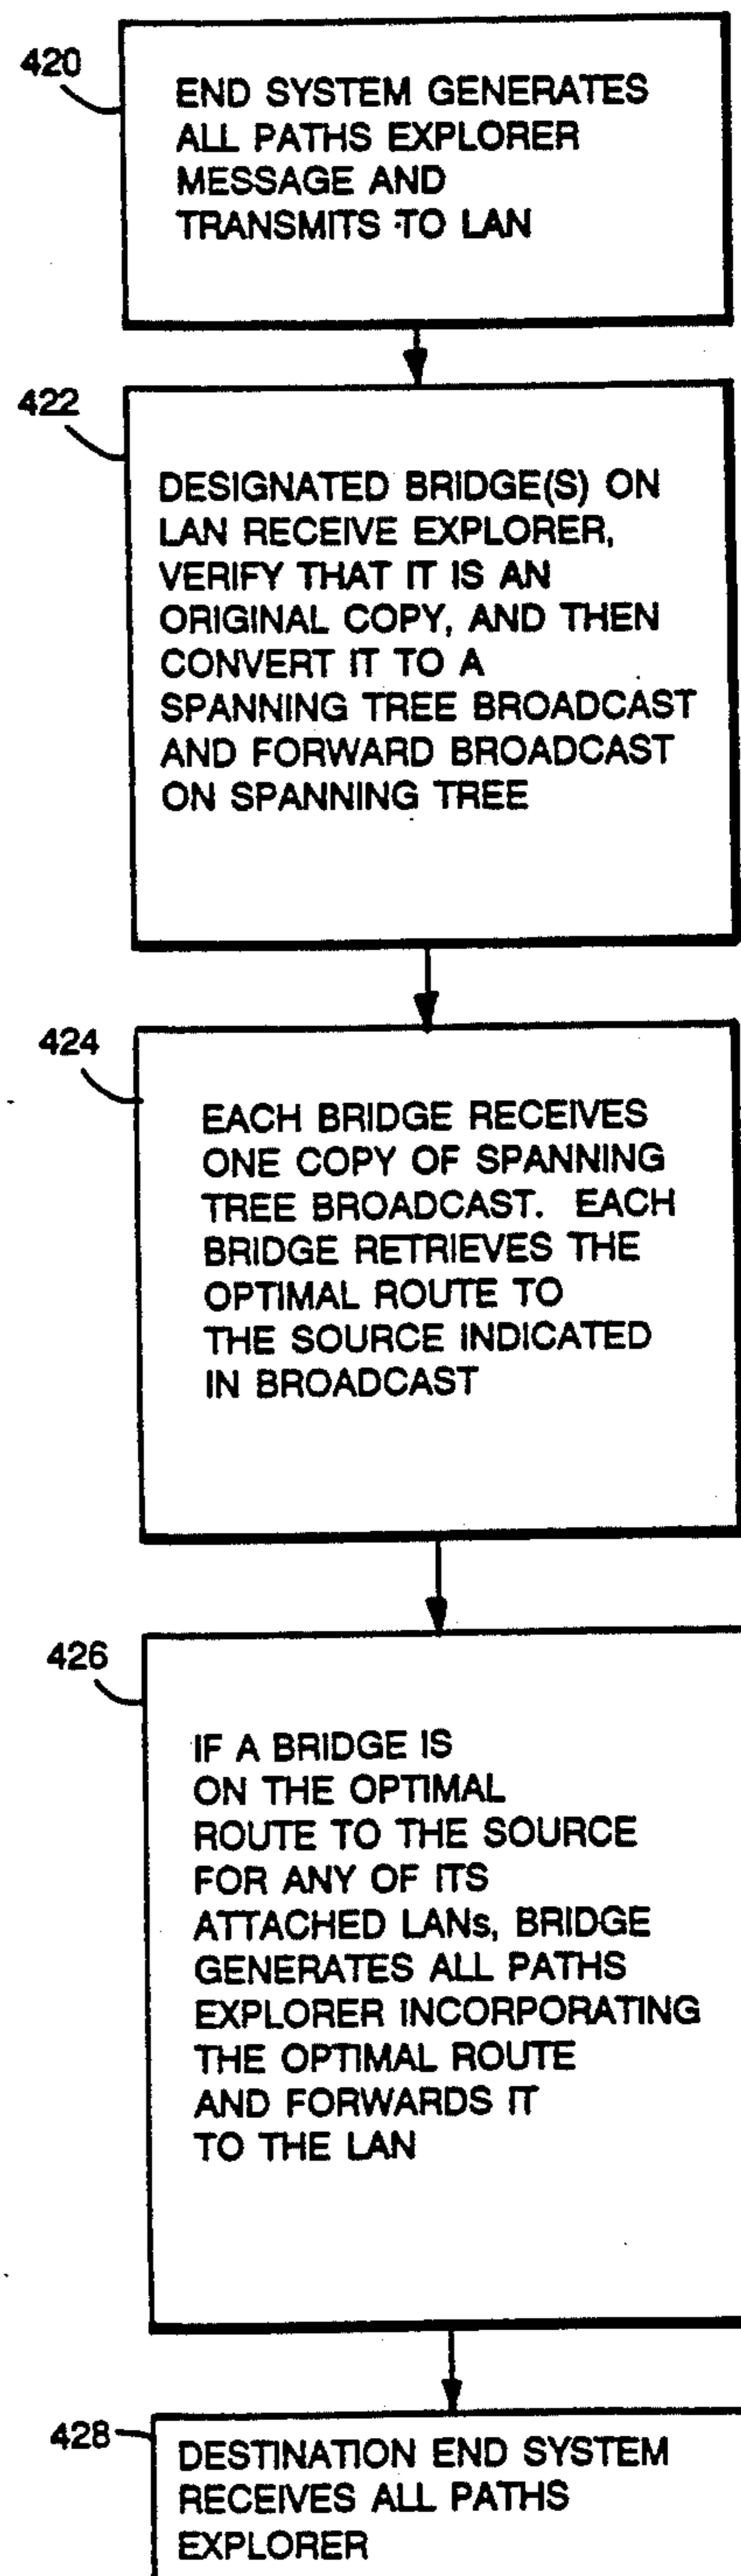 420
END SYSTEM GENERATES
ALL PATHS EXPLORER
MESSAGE AND
TRANSMITS TO LAN
422
DESIGNATED BRIDGE(S) ON
LAN RECEIVE EXPLORER,
VERIFY THAT IT IS AN
ORIGINAL COPY, AND THEN
CONVERT IT TO A
SPANNING TREE BROADCAST
AND FORWARD BROADCAST
ON SPANNING TREE
424
EACH BRIDGE RECEIVES
ONE COPY OF SPANNING
TREE BROADCAST. EACH
BRIDGE RETRIEVES THE
OPTIMAL ROUTE TO
THE SOURCE INDICATED
IN BROADCAST
426
IF A BRIDGE IS
ON THE OPTIMAL
ROUTE TO THE SOURCE
FOR ANY OF ITS
ATTACHED LANs, BRIDGE
GENERATES ALL PATHS
EXPLORER INCORPORATING
THE OPTIMAL ROUTE
AND FORWARDS IT
TO THE LAN
428
DESTINATION END SYSTEM
RECEIVES ALL PATHS
EXPLORER